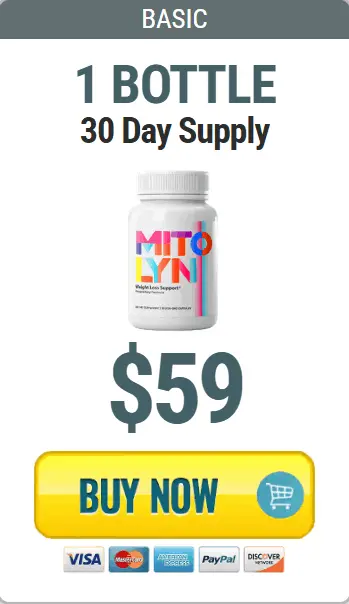 BASIC
1 BOTTLE
30 Day Supply
MITO
LYN
Weight Loss Support*
$59
BUY NOW
VISA MasterCard AMERICAN EXPRESS PayPal DISCOVER NETWORK